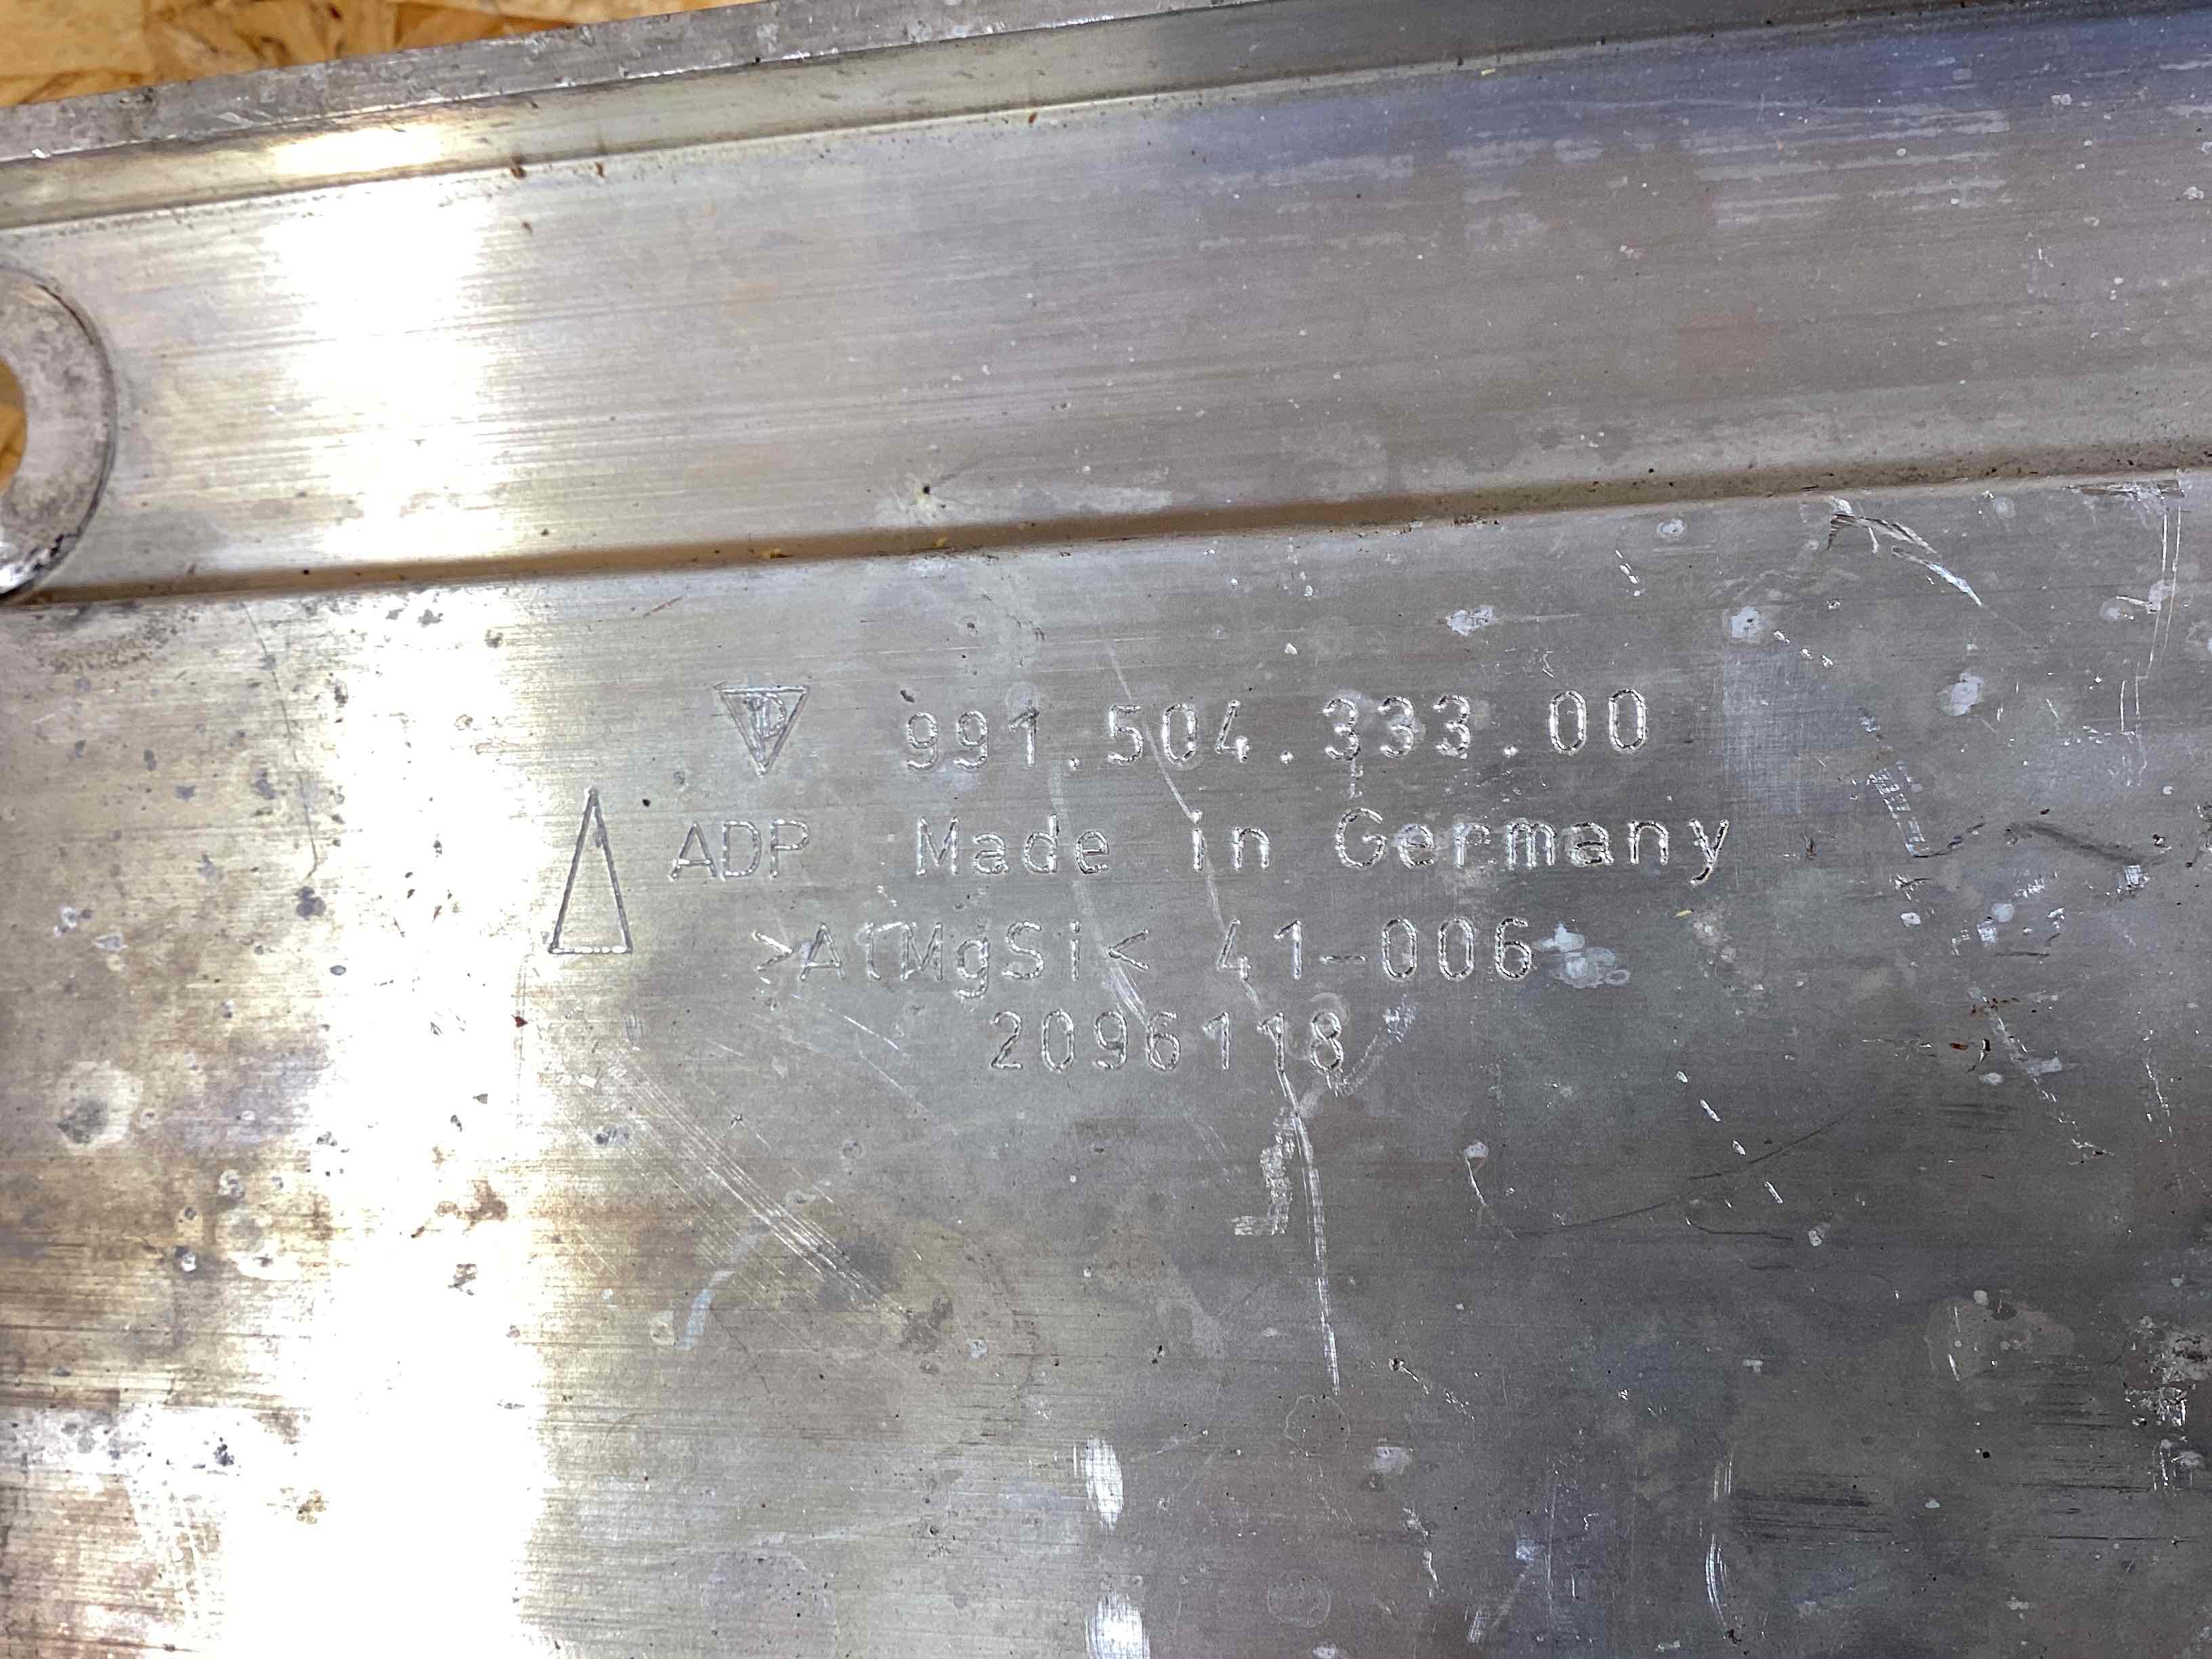 991.504.333.00
ADP Made in Germany
>AlMgSi< 41-006
2096118